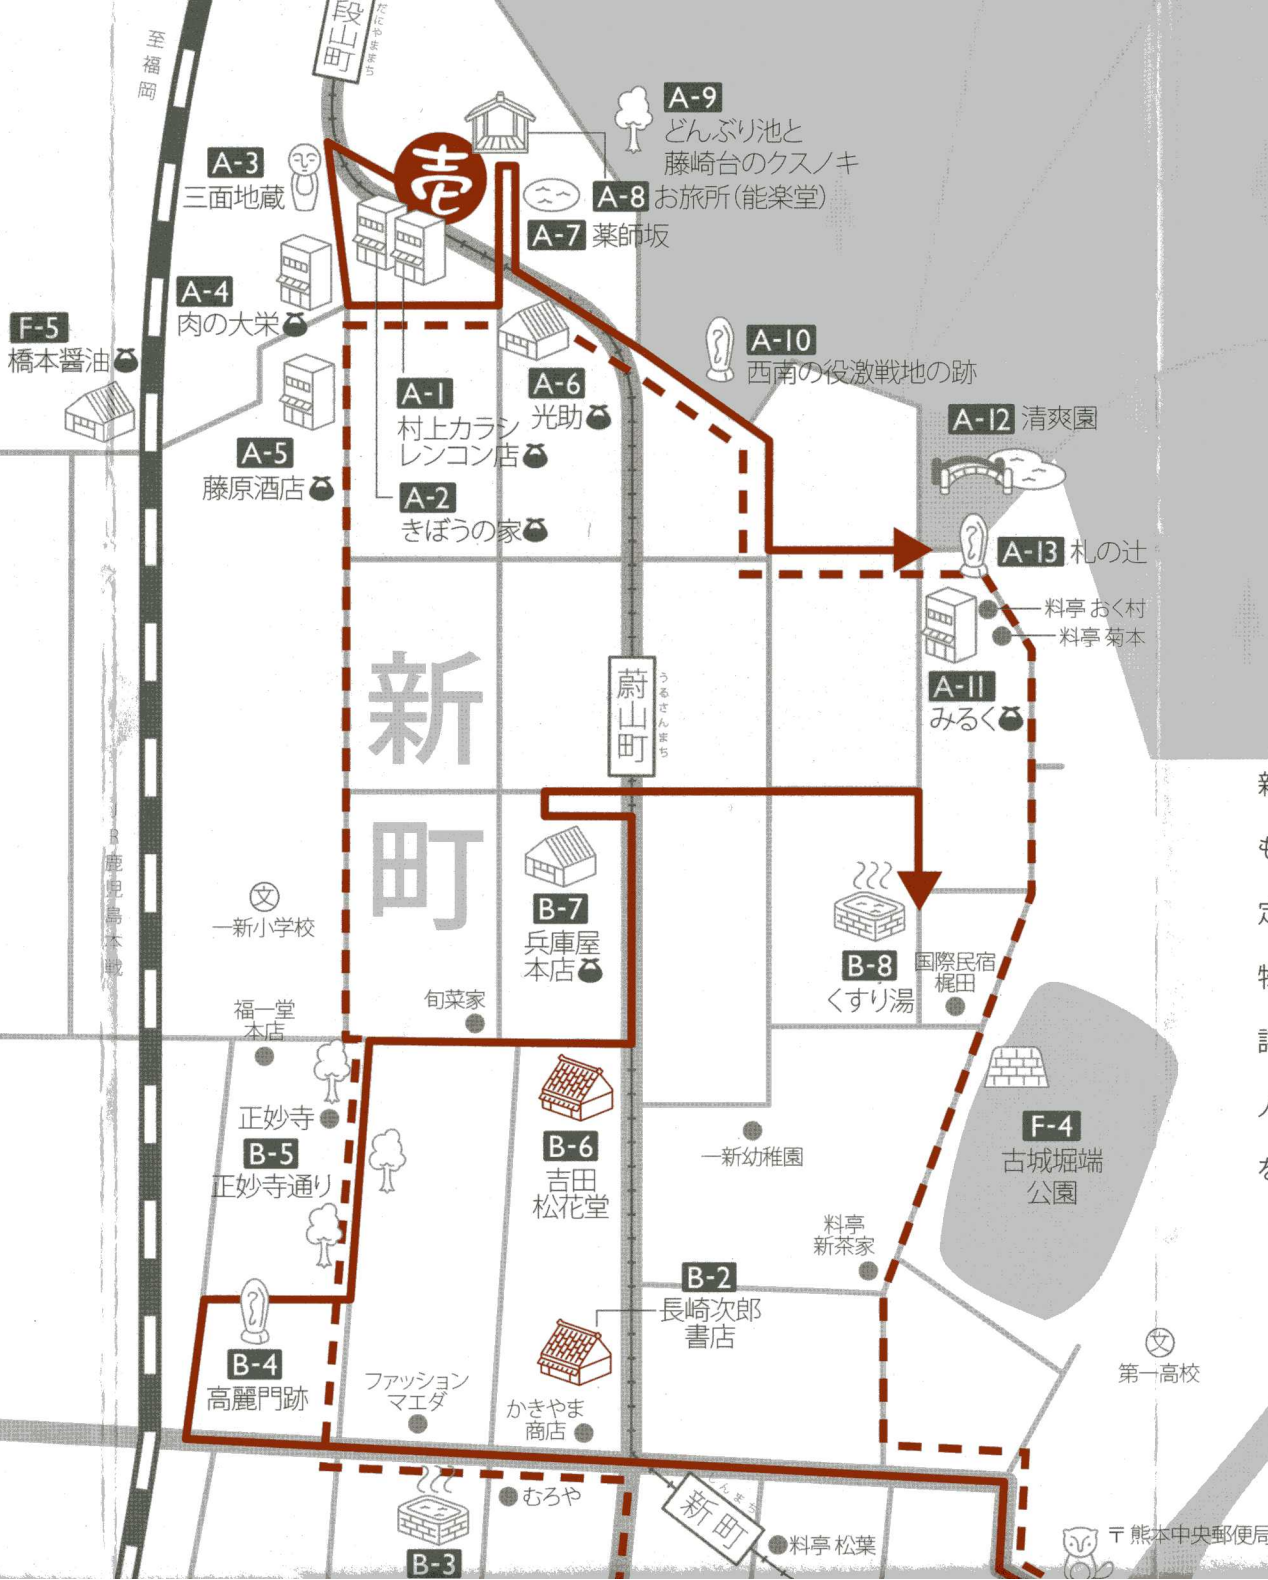 段山町
だにやままち
至福岡
壱
A-9
どんぶり池と
藤崎台のクスノキ
A-3
三面地蔵
A-8 お旅所(能楽堂)
A-7 薬師坂
A-4
肉の大栄
F-5
橋本醤油
A-10
西南の役激戦地の跡
A-1
村上カラシ
レンコン店
A-6
光助
A-12 清爽園
A-5
藤原酒店
A-2
きぼうの家
A-13 札の辻
料亭 おく村
料亭 菊本
A-11
みるく
新町
蔚山町
うるさんまち
JR鹿児島本戦
文
一新小学校
B-7
兵庫屋
本店
B-8
くすり湯
国際民宿
梶田
旬菜家
福一堂
本店
正妙寺
B-5
正妙寺通り
B-6
吉田
松花堂
一新幼稚園
F-4
古城堀端
公園
料亭
新茶家
B-2
長崎次郎
書店
B-4
高麗門跡
ファッション
マエダ
かきやま
商店
文
第一高校
むろや
B-3
新町
しんまち
料亭 松葉
〒熊本中央郵便局